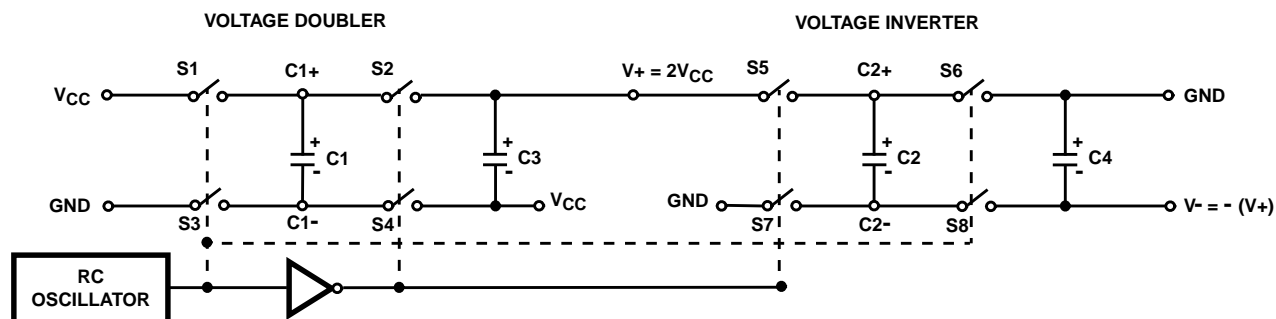 VOLTAGE DOUBLER
VOLTAGE INVERTER
S1 C1+ S2 V+ = 2VCC S5 C2+ S6
VCC GND
+ + + +
C1 C3 C2 C4
- - - -
GND VCC GND V- = - (V+)
S3 C1- S4 S7 C2- S8
RC
OSCILLATOR